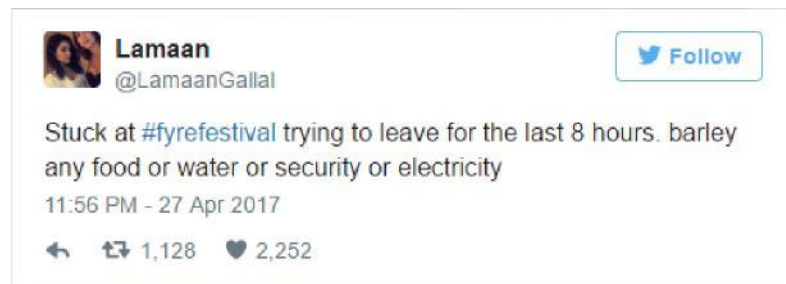 Lamaan
@LamaanGallal
Follow
Stuck at #fyrefestival trying to leave for the last 8 hours. barley
any food or water or security or electricity
11:56 PM - 27 Apr 2017
1,128 2,252